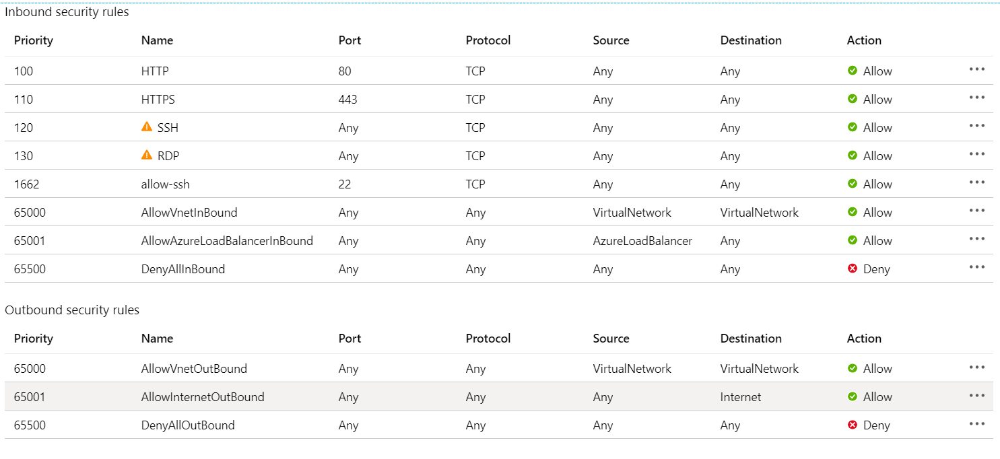 Inbound security rules
Priority Name Port Protocol Source Destination Action
100 HTTP 80 TCP Any Any Allow
110 HTTPS 443 TCP Any Any Allow
120 SSH Any TCP Any Any Allow
130 RDP Any TCP Any Any Allow
1662 allow-ssh 22 TCP Any Any Allow
65000 AllowVnetInBound Any Any VirtualNetwork VirtualNetwork Allow
65001 AllowAzureLoadBalancerInBound Any Any AzureLoadBalancer Any Allow
65500 DenyAllInBound Any Any Any Any Deny
Outbound security rules
Priority Name Port Protocol Source Destination Action
65000 AllowVnetOutBound Any Any VirtualNetwork VirtualNetwork Allow
65001 AllowInternetOutBound Any Any Any Internet Allow
65500 DenyAllOutBound Any Any Any Any Deny